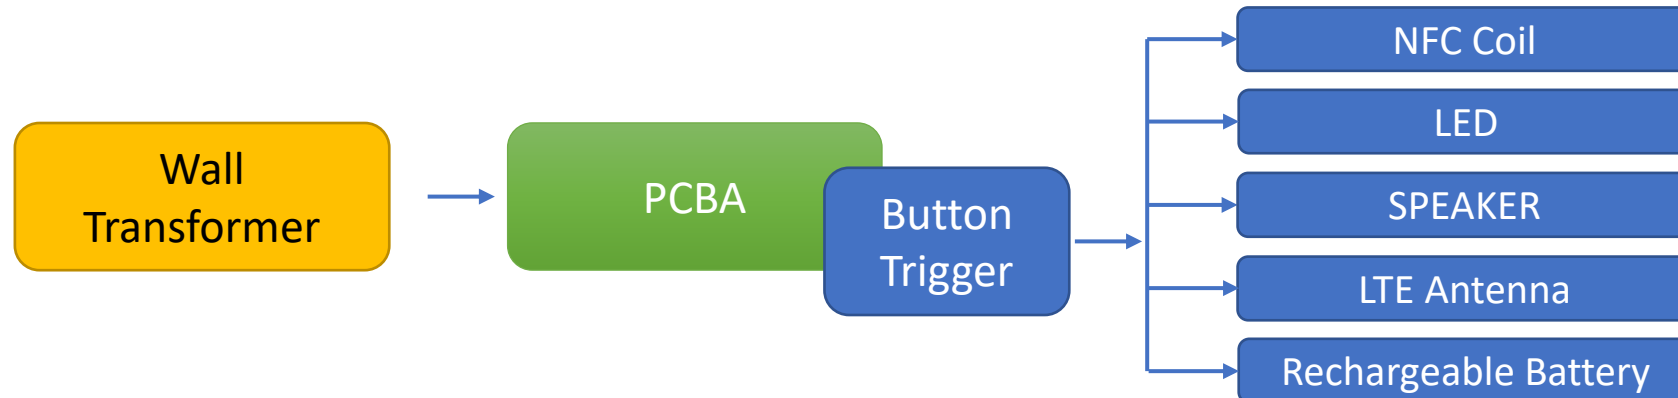 Wall
Transformer
PCBA
Button
Trigger
NFC Coil
LED
SPEAKER
LTE Antenna
Rechargeable Battery